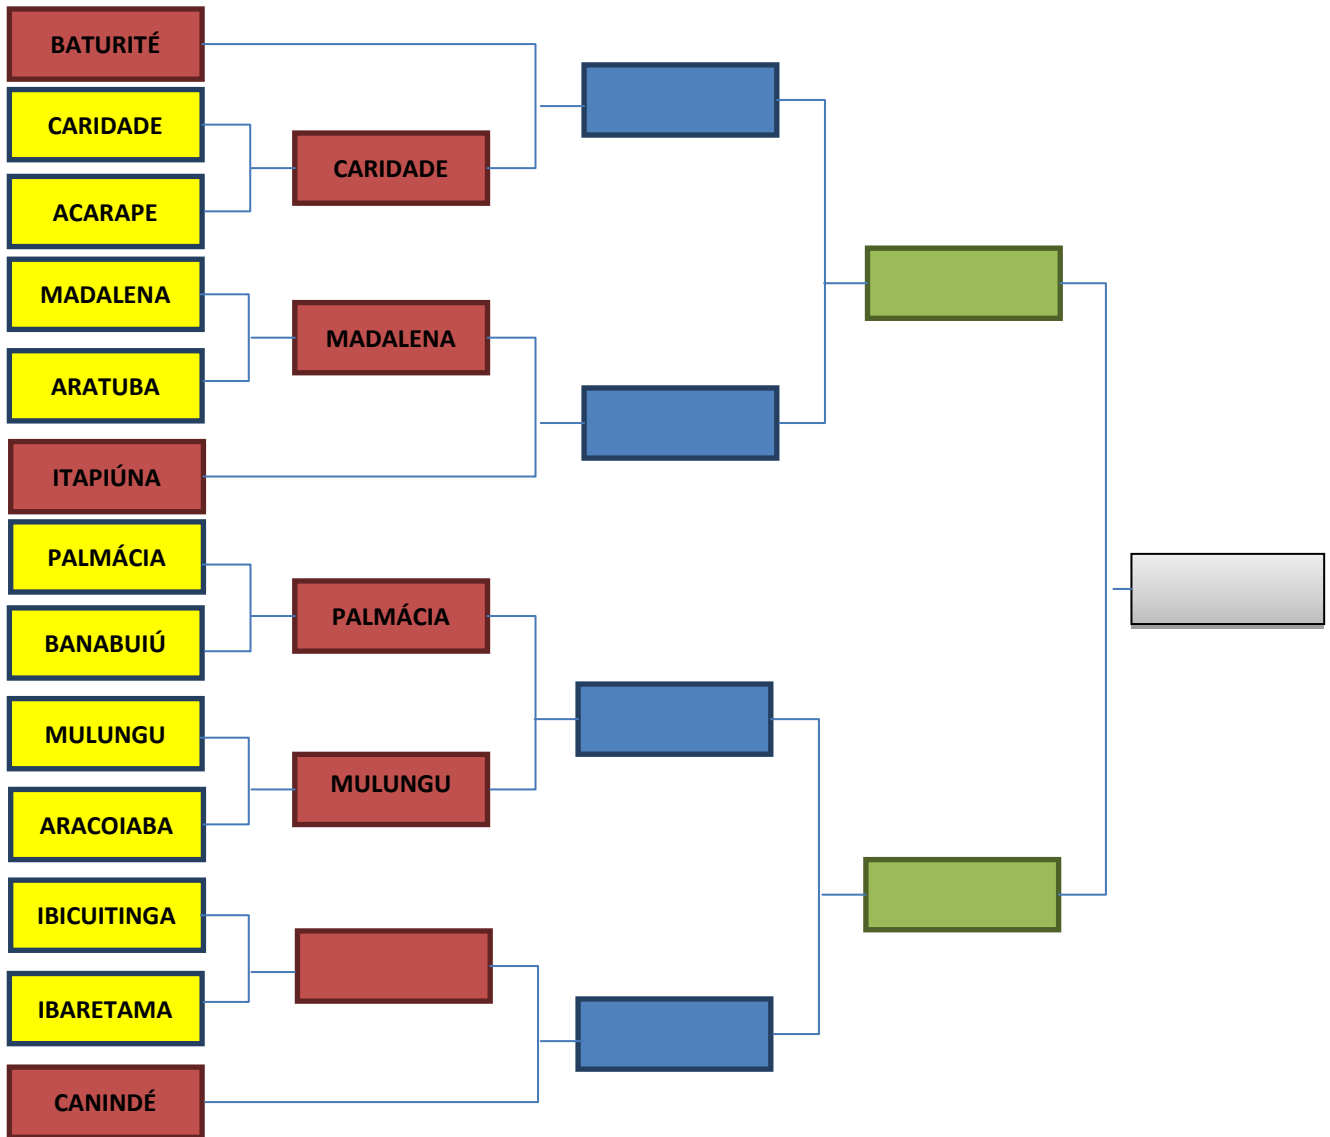 BATURITÉ
CARIDADE
CARIDADE
ACARAPE
MADALENA
MADALENA
ARATUBA
ITAPIÚNA
PALMÁCIA
PALMÁCIA
BANABUIÚ
MULUNGU
MULUNGU
ARACOIABA
IBICUITINGA
IBARETAMA
CANINDÉ